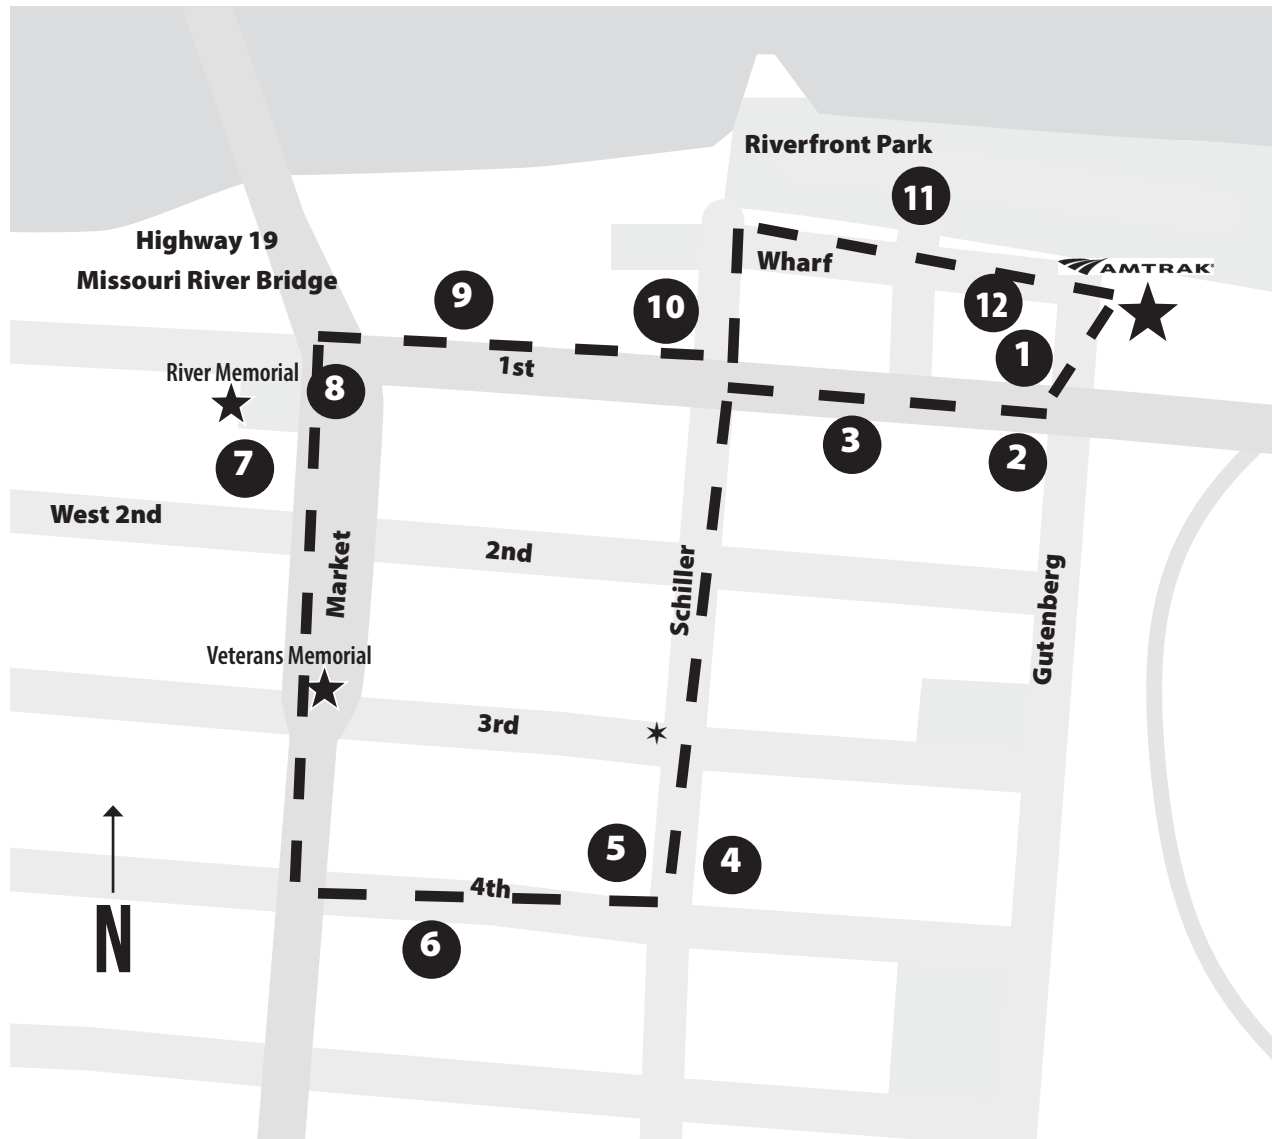 Riverfront Park
11
Highway 19
Missouri River Bridge
Wharf
AMTRAK
9
10
12
1
1st
River Memorial
8
3
2
7
West 2nd
2nd
Market
Schiller
Gutenberg
Veterans Memorial
3rd
5
4
4th
6
N